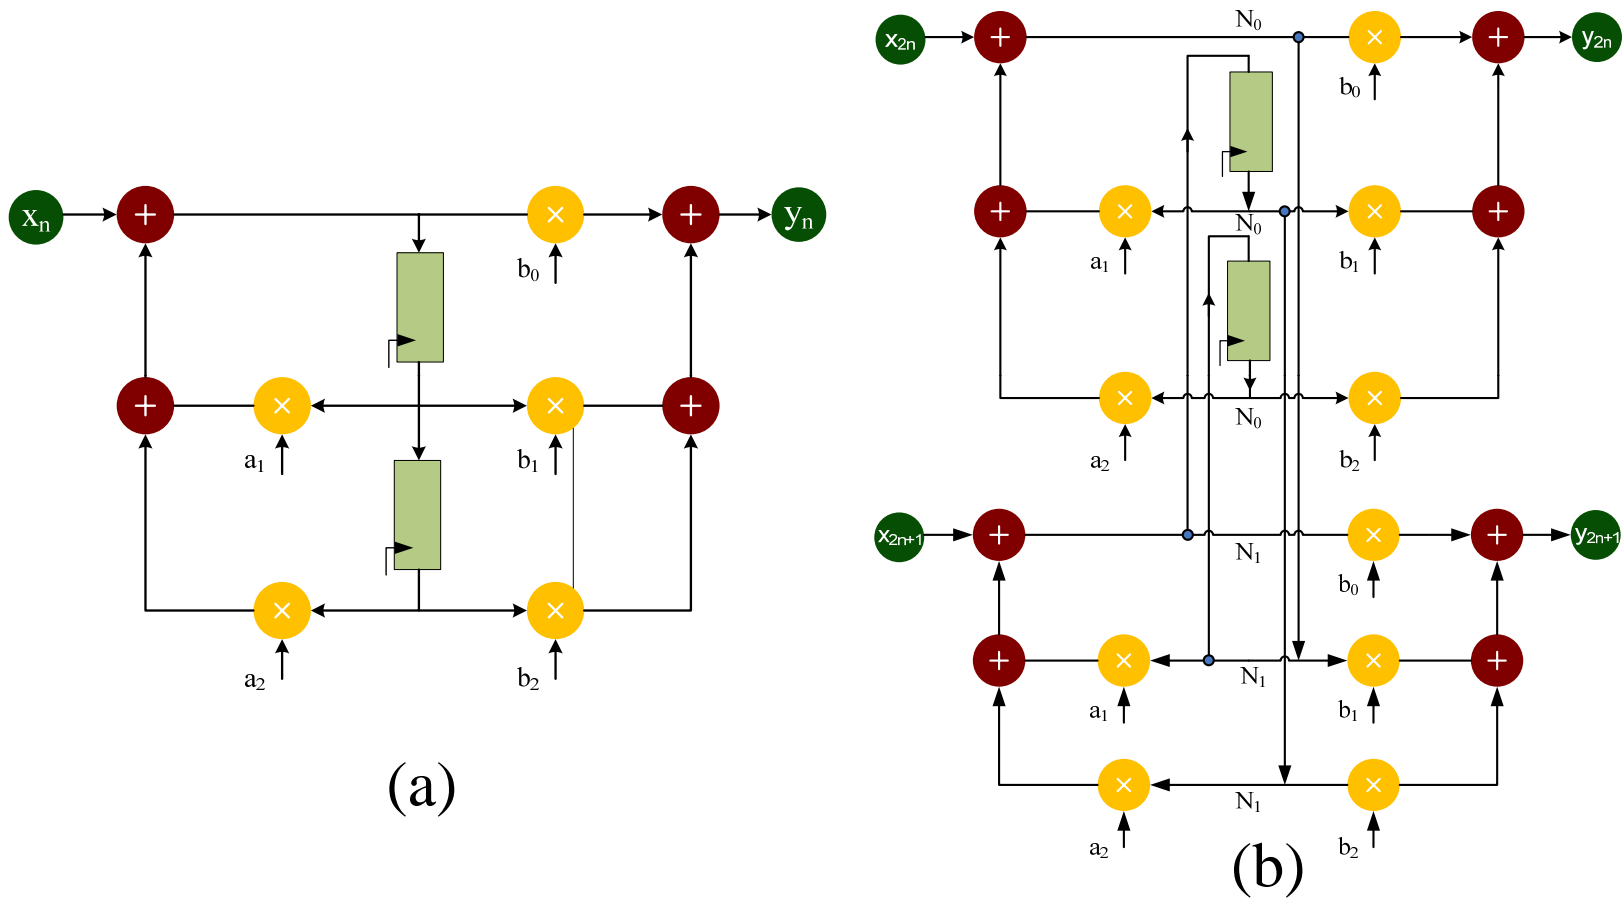 xₙ + × + yₙ
b₀
+ × × +
a₁ b₁
× ×
a₂ b₂
(a)
x₂ₙ + N₀ × + y₂ₙ
b₀
+ × N₀ × +
a₁ b₁
× N₀ ×
a₂ b₂
x₂ₙ₊₁ + N₁ × + y₂ₙ₊₁
b₀
+ × N₁ × +
a₁ b₁
× N₁ ×
a₂ b₂
(b)